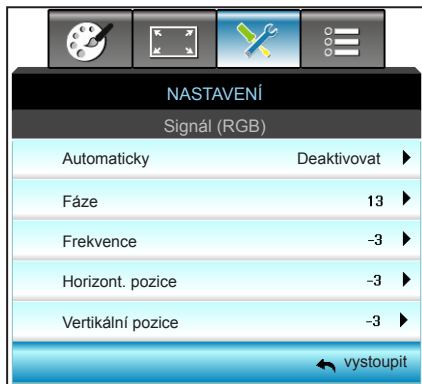 NASTAVENÍ
Signál (RGB)
Automaticky Deaktivovat
Fáze 13
Frekvence -3
Horizont. pozice -3
Vertikální pozice -3
vystoupit